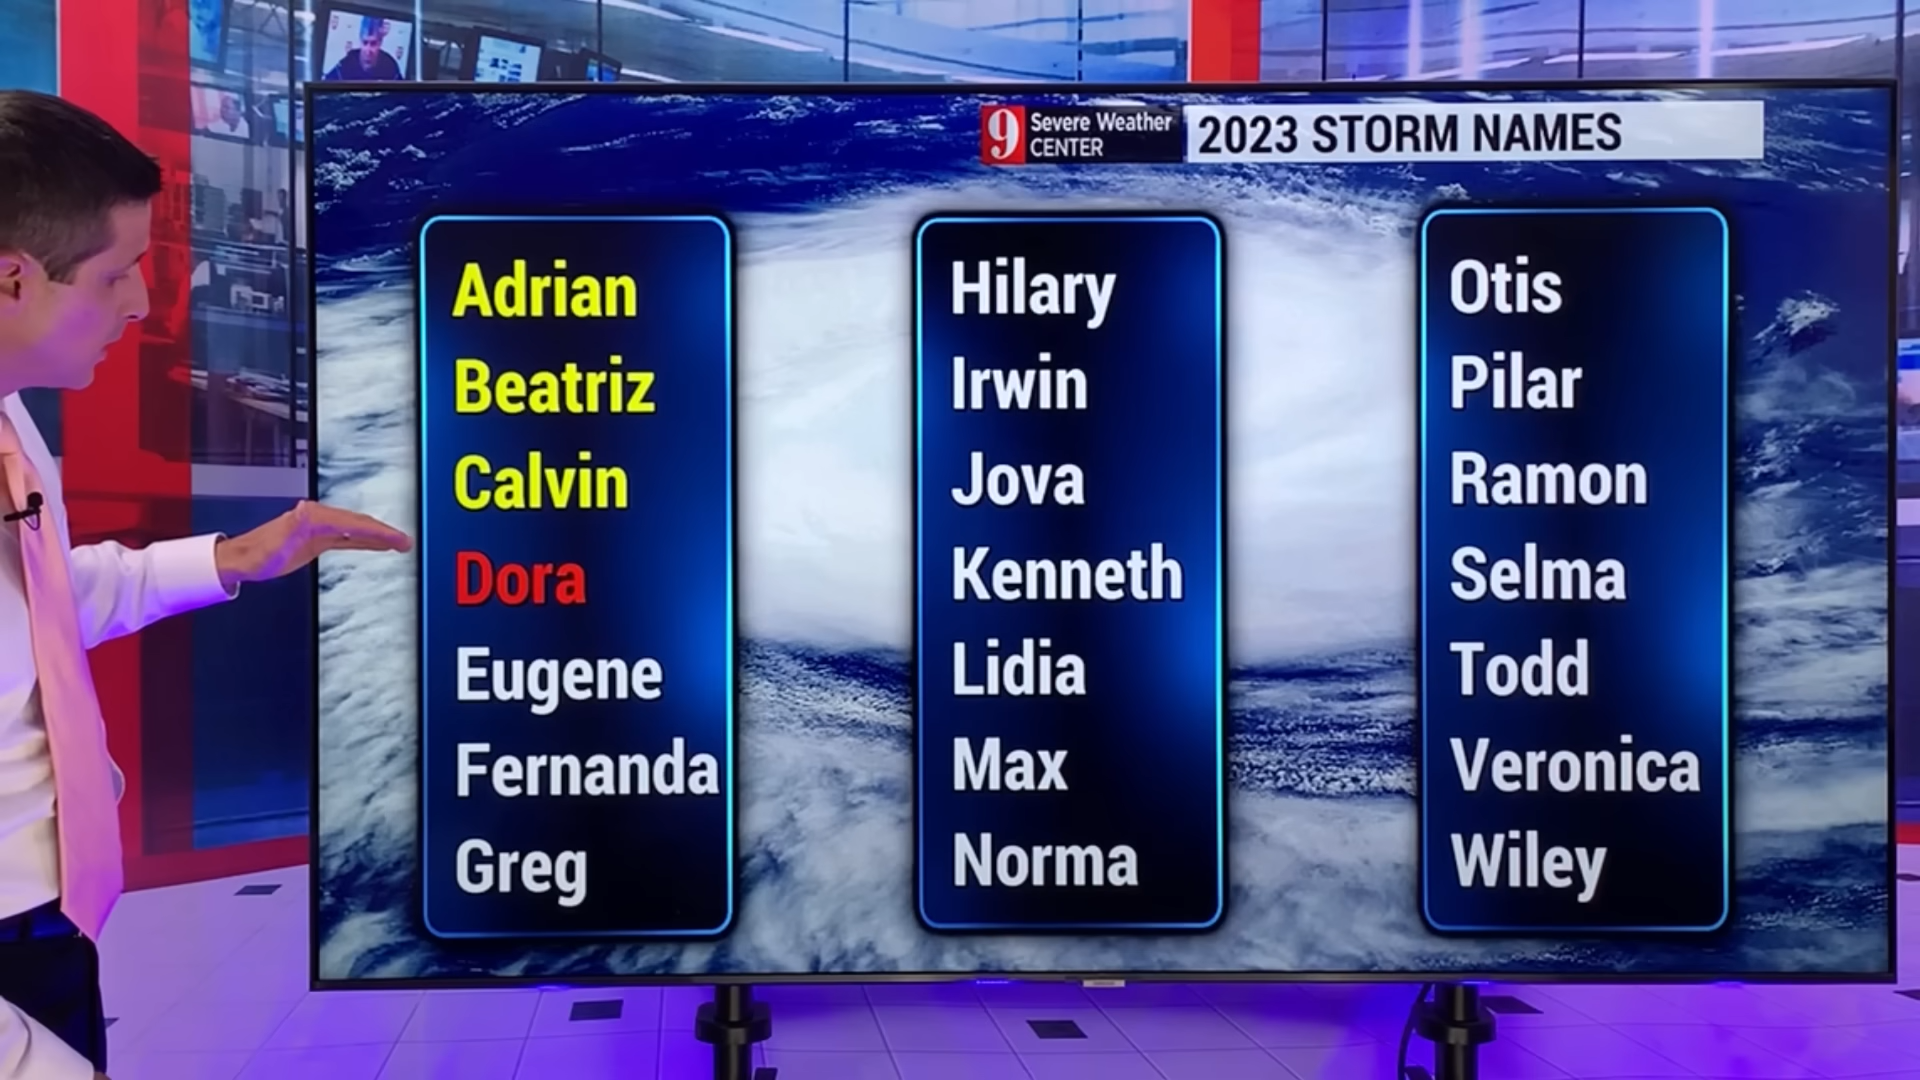 9 Severe Weather
CENTER
2023 STORM NAMES
Adrian
Beatriz
Calvin
Dora
Eugene
Fernanda
Greg
Hilary
Irwin
Jova
Kenneth
Lidia
Max
Norma
Otis
Pilar
Ramon
Selma
Todd
Veronica
Wiley